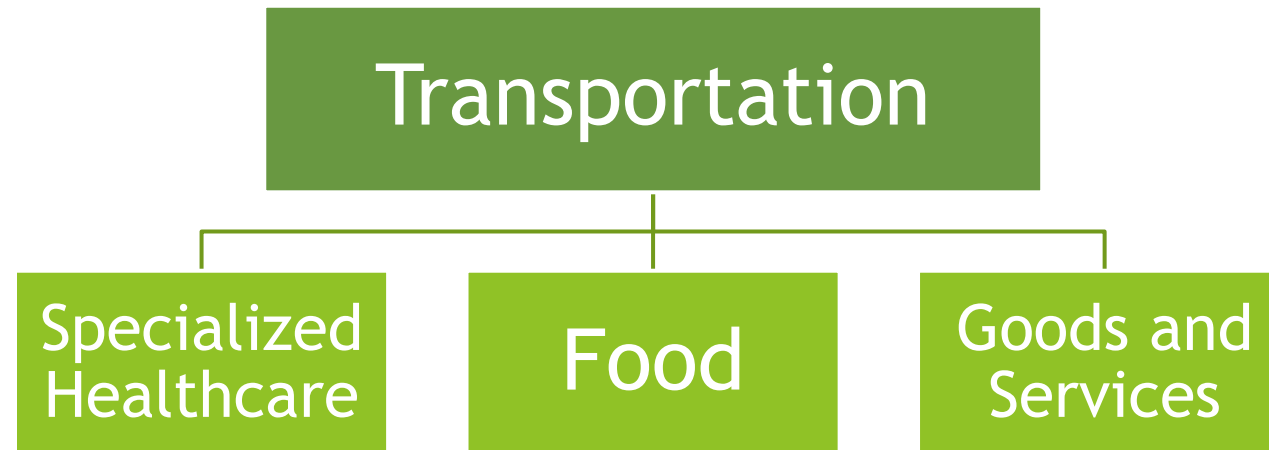 Transportation
Specialized
Healthcare
Food
Goods and
Services